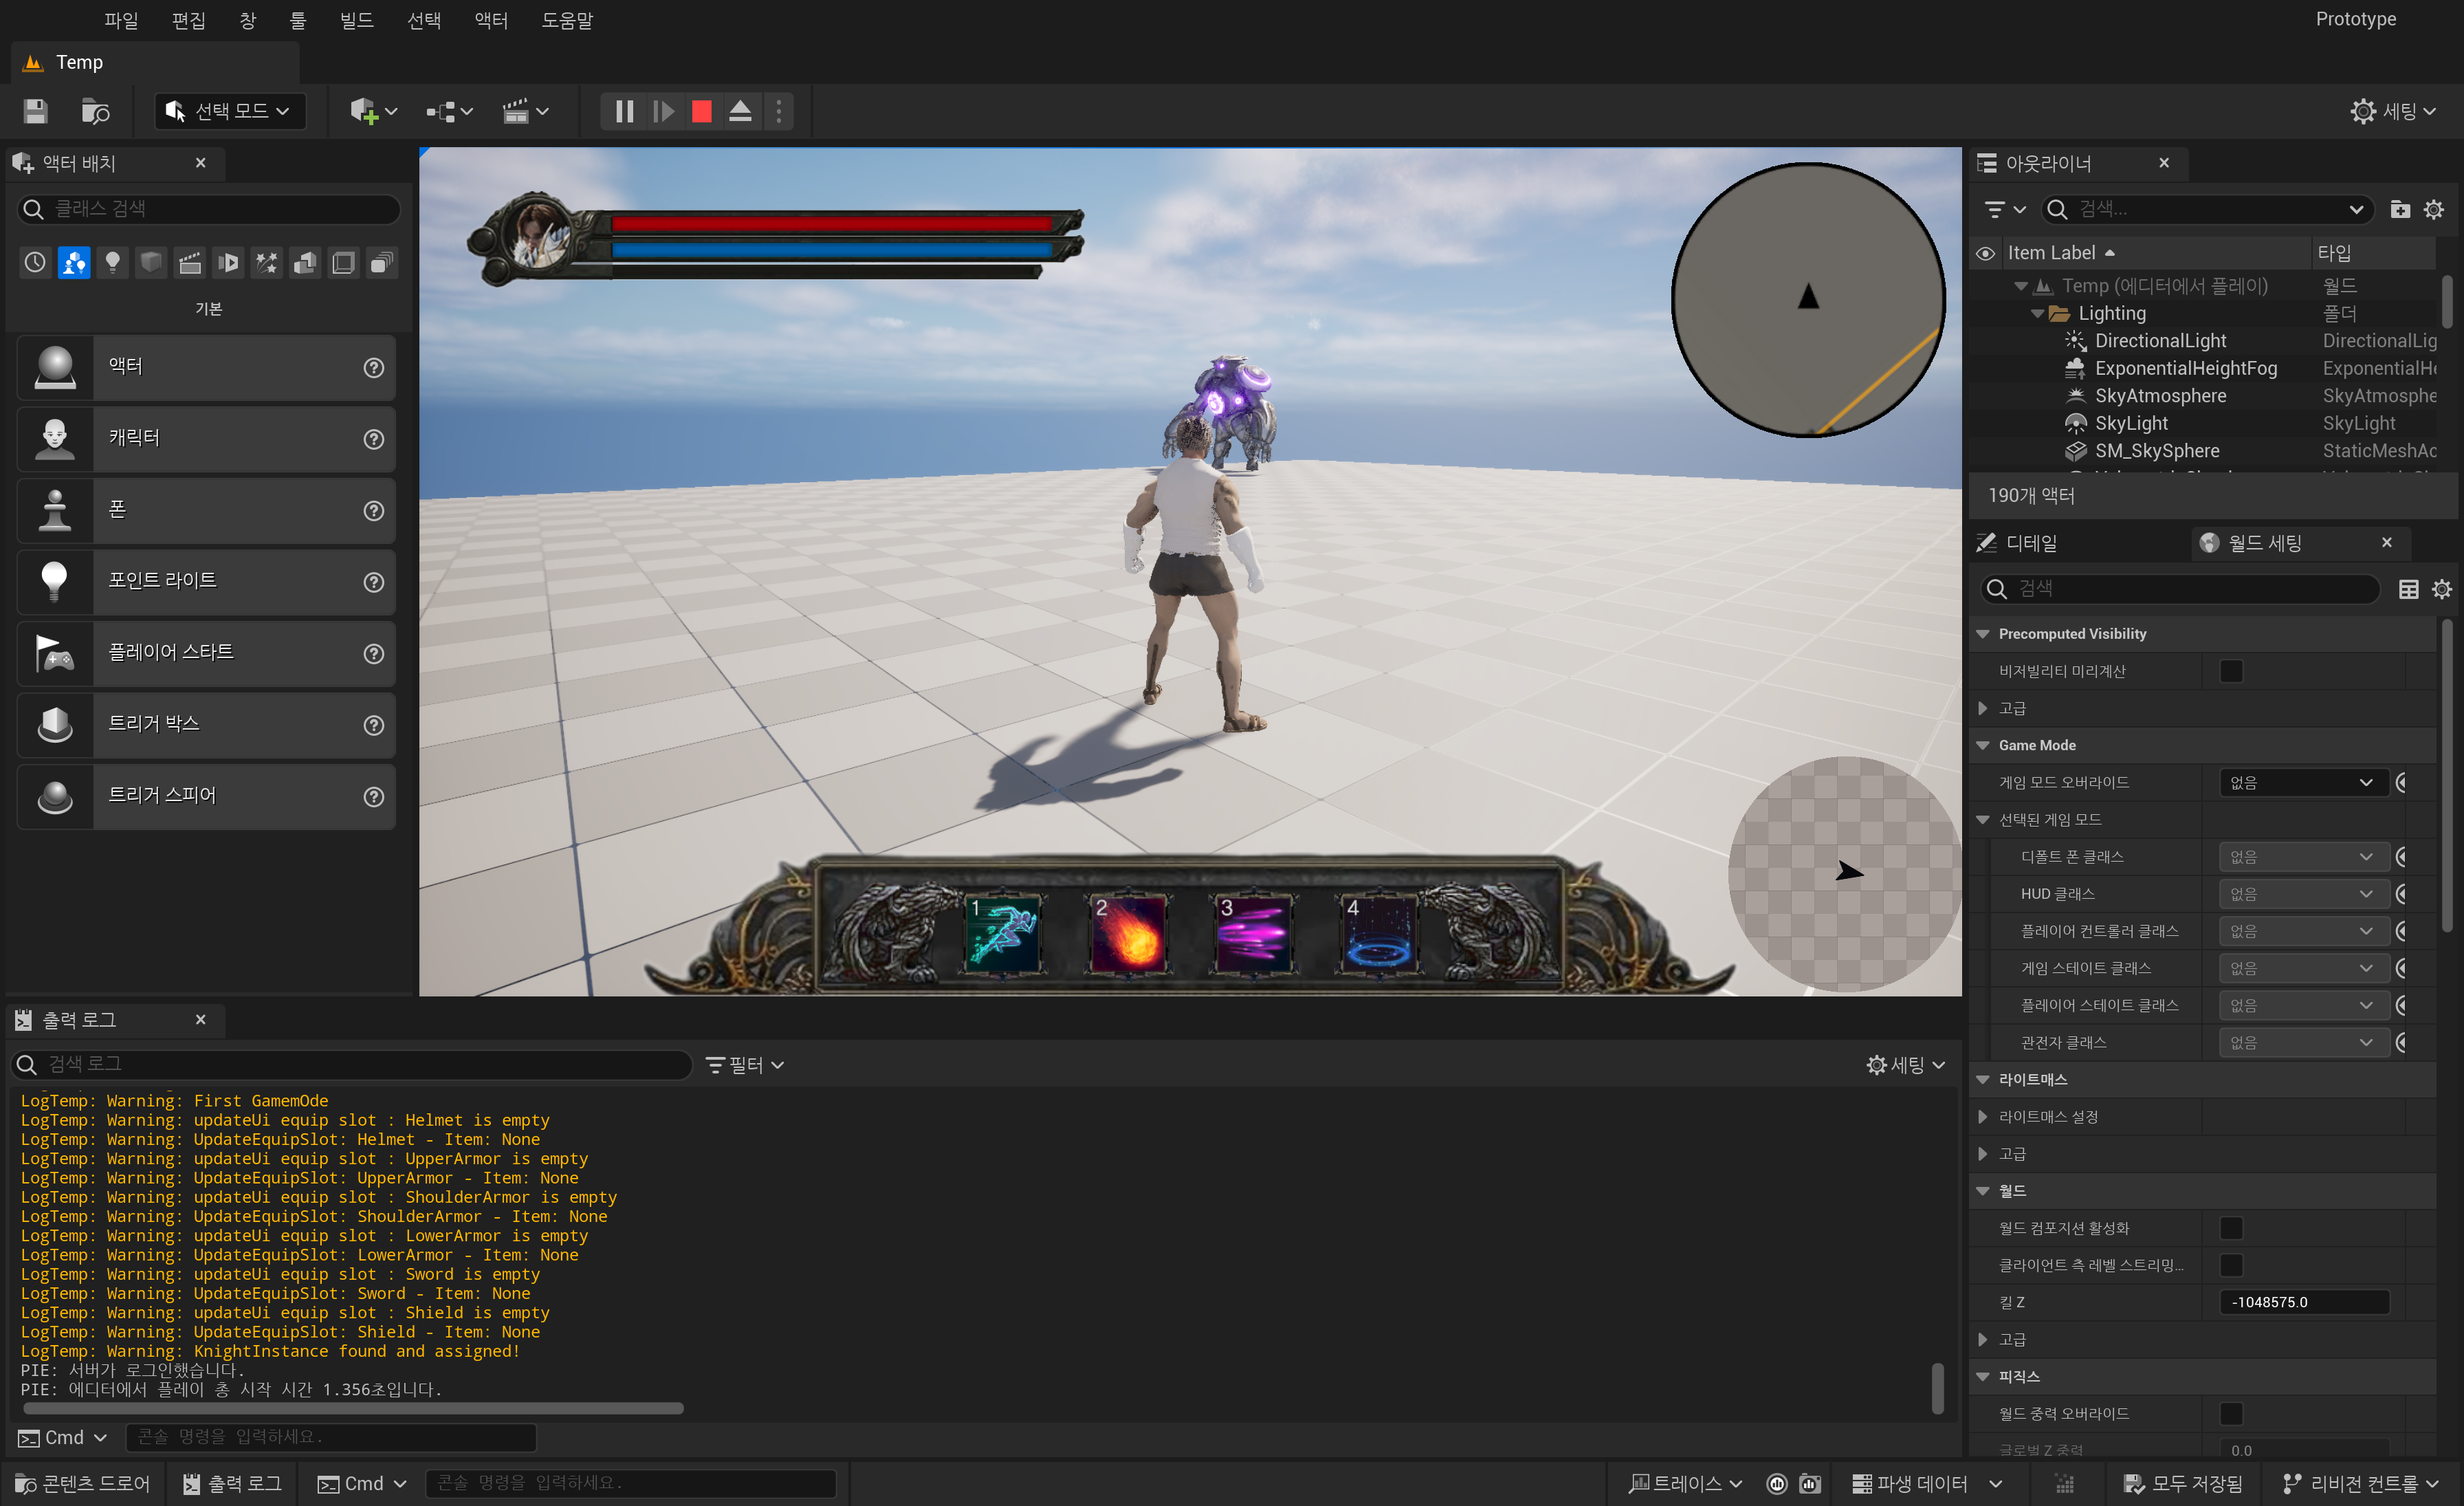 파일 편집 창 툴 빌드 선택 액터 도움말 Prototype
Temp
선택 모드 세팅
액터 배치
클래스 검색
기본
액터
캐릭터
폰
포인트 라이트
플레이어 스타트
트리거 박스
트리거 스피어
1 2 3 4
아웃라이너
검색...
Item Label 타입
Temp (에디터에서 플레이) 월드
Lighting 폴더
DirectionalLight DirectionalLig
ExponentialHeightFog ExponentialHe
SkyAtmosphere SkyAtmosphe
SkyLight SkyLight
SM_SkySphere StaticMeshAc
190개 액터
디테일 월드 세팅
검색
Precomputed Visibility
비저빌리티 미리계산
고급
Game Mode
게임 모드 오버라이드 없음
선택된 게임 모드
디폴트 폰 클래스 없음
HUD 클래스 없음
플레이어 컨트롤러 클래스 없음
게임 스테이트 클래스 없음
플레이어 스테이트 클래스 없음
관전자 클래스 없음
라이트매스
라이트매스 설정
고급
월드
월드 컴포지션 활성화
클라이언트 측 레벨 스트리밍...
킬 Z -1048575.0
고급
피직스
월드 중력 오버라이드
글로벌 Z 중력 0.0
출력 로그
검색 로그 필터 세팅
LogTemp: Warning: First GamemOde
LogTemp: Warning: updateUi equip slot : Helmet is empty
LogTemp: Warning: UpdateEquipSlot: Helmet - Item: None
LogTemp: Warning: updateUi equip slot : UpperArmor is empty
LogTemp: Warning: UpdateEquipSlot: UpperArmor - Item: None
LogTemp: Warning: updateUi equip slot : ShoulderArmor is empty
LogTemp: Warning: UpdateEquipSlot: ShoulderArmor - Item: None
LogTemp: Warning: updateUi equip slot : LowerArmor is empty
LogTemp: Warning: UpdateEquipSlot: LowerArmor - Item: None
LogTemp: Warning: updateUi equip slot : Sword is empty
LogTemp: Warning: UpdateEquipSlot: Sword - Item: None
LogTemp: Warning: updateUi equip slot : Shield is empty
LogTemp: Warning: UpdateEquipSlot: Shield - Item: None
LogTemp: Warning: KnightInstance found and assigned!
PIE: 서버가 로그인했습니다.
PIE: 에디터에서 플레이 총 시작 시간 1.356초입니다.
Cmd 콘솔 명령을 입력하세요.
콘텐츠 드로어 출력 로그 Cmd 콘솔 명령을 입력하세요. 트레이스 파생 데이터 모두 저장됨 리비전 컨트롤